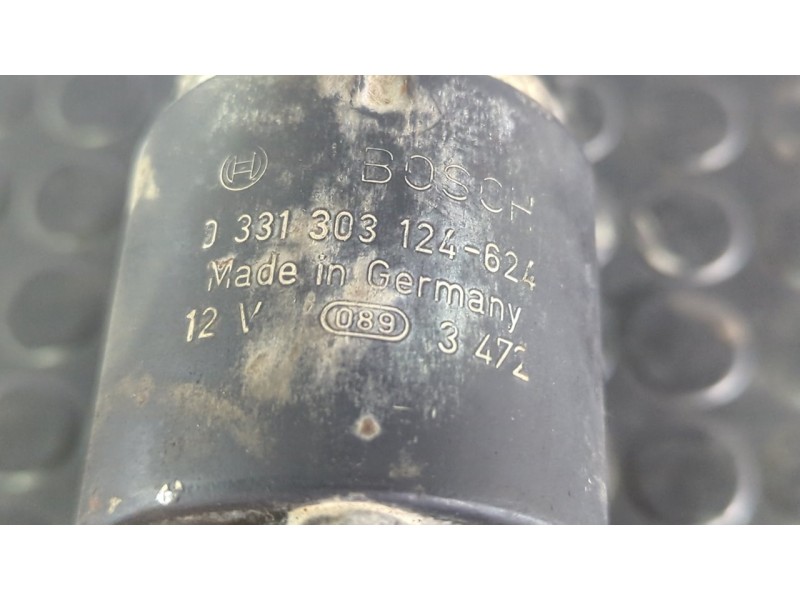 BOSCH
0 331 303 124-624
Made in Germany
12 V 089 3 472